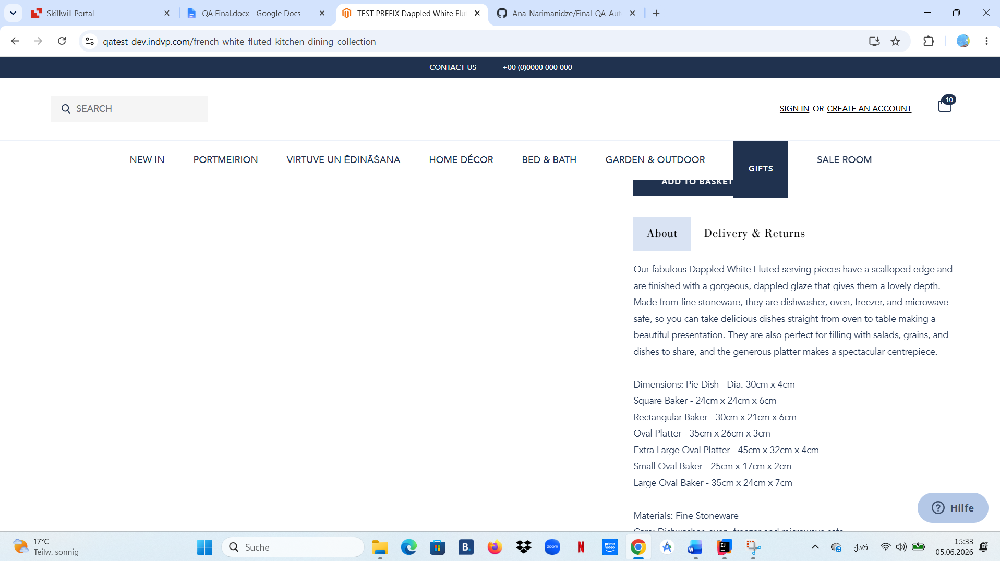 Skillwill Portal
QA Final.docx - Google Docs
TEST PREFIX Dappled White Flu
Ana-Narimanidze/Final-QA-Aut
qatest-dev.indvp.com/french-white-fluted-kitchen-dining-collection
CONTACT US +00 (0)0000 000 000
SEARCH
SIGN IN OR CREATE AN ACCOUNT
10
NEW IN PORTMEIRION VIRTUVE UN ĒDINĀŠANA HOME DÉCOR BED & BATH GARDEN & OUTDOOR GIFTS SALE ROOM
ADD TO BASKET
About Delivery & Returns
Our fabulous Dappled White Fluted serving pieces have a scalloped edge and
are finished with a gorgeous, dappled glaze that gives them a lovely depth.
Made from fine stoneware, they are dishwasher, oven, freezer, and microwave
safe, so you can take delicious dishes straight from oven to table making a
beautiful presentation. They are also perfect for filling with salads, grains, and
dishes to share, and the generous platter makes a spectacular centrepiece.
Dimensions: Pie Dish - Dia. 30cm x 4cm
Square Baker - 24cm x 24cm x 6cm
Rectangular Baker - 30cm x 21cm x 6cm
Oval Platter - 35cm x 26cm x 3cm
Extra Large Oval Platter - 45cm x 32cm x 4cm
Small Oval Baker - 25cm x 17cm x 2cm
Large Oval Baker - 35cm x 24cm x 7cm
Materials: Fine Stoneware
Care: Dishwasher, oven, freezer and microwave safe
Hilfe
17°C
Teilw. sonnig
Suche
B.
zoom
N
prime video
W
IJ
ქარ
15:33
05.06.2026